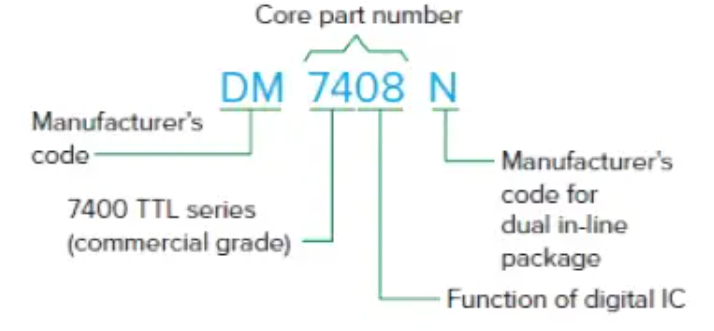 Core part number
DM 7408 N
Manufacturer's
code
7400 TTL series
(commercial grade)
Manufacturer's
code for
dual in-line
package
Function of digital IC